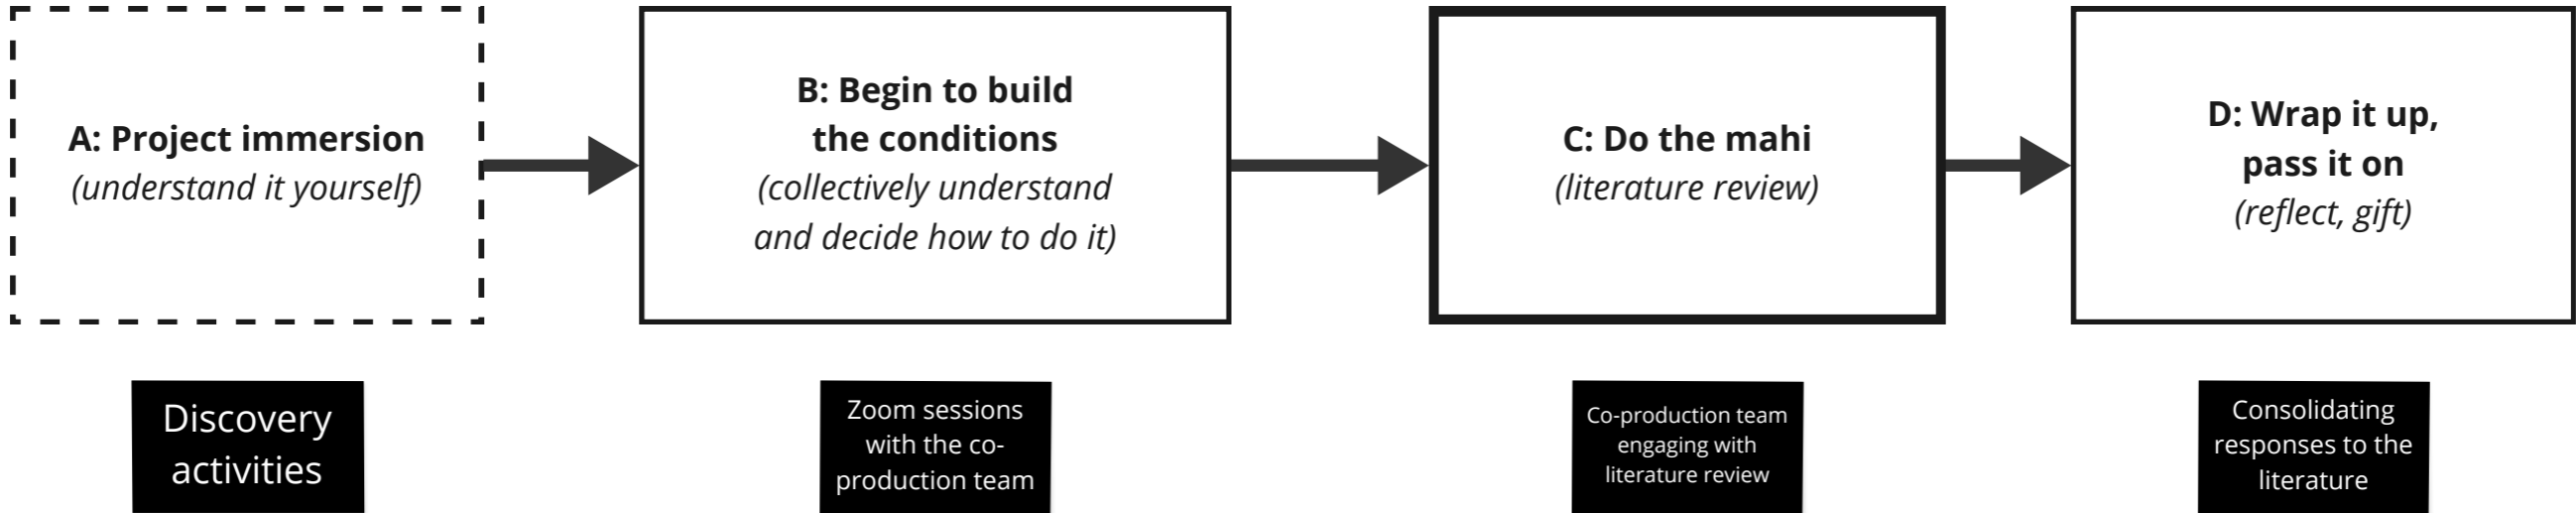 A: Project immersion
(understand it yourself)
B: Begin to build
the conditions
(collectively understand
and decide how to do it)
C: Do the mahi
(literature review)
D: Wrap it up,
pass it on
(reflect, gift)
Discovery
activities
Zoom sessions
with the co-
production team
Co-production team
engaging with
literature review
Consolidating
responses to the
literature